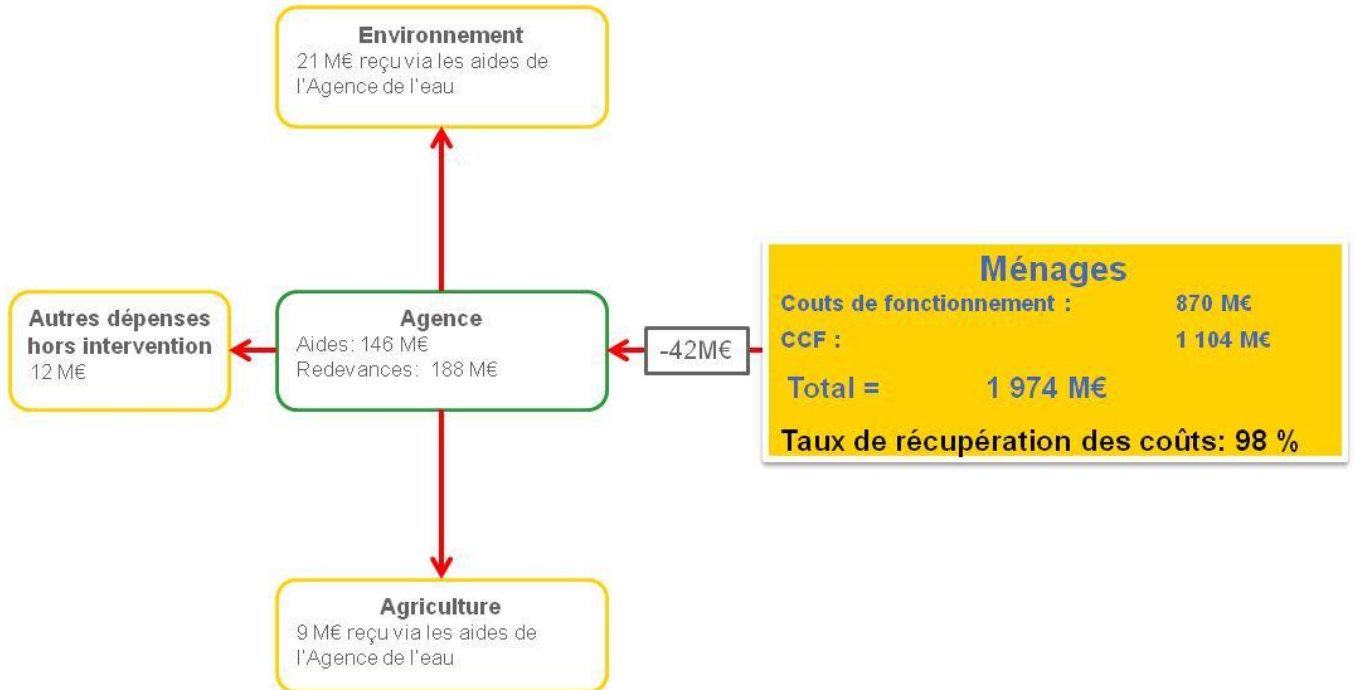 Environnement
21 M€ reçu via les aides de
l'Agence de l'eau
Autres dépenses
hors intervention
12 M€
Agence
Aides: 146 M€
Redevances: 188 M€
-42M€
Ménages
Couts de fonctionnement : 870 M€
CCF : 1 104 M€
Total = 1 974 M€
Taux de récupération des coûts: 98 %
Agriculture
9 M€ reçu via les aides de
l'Agence de l'eau